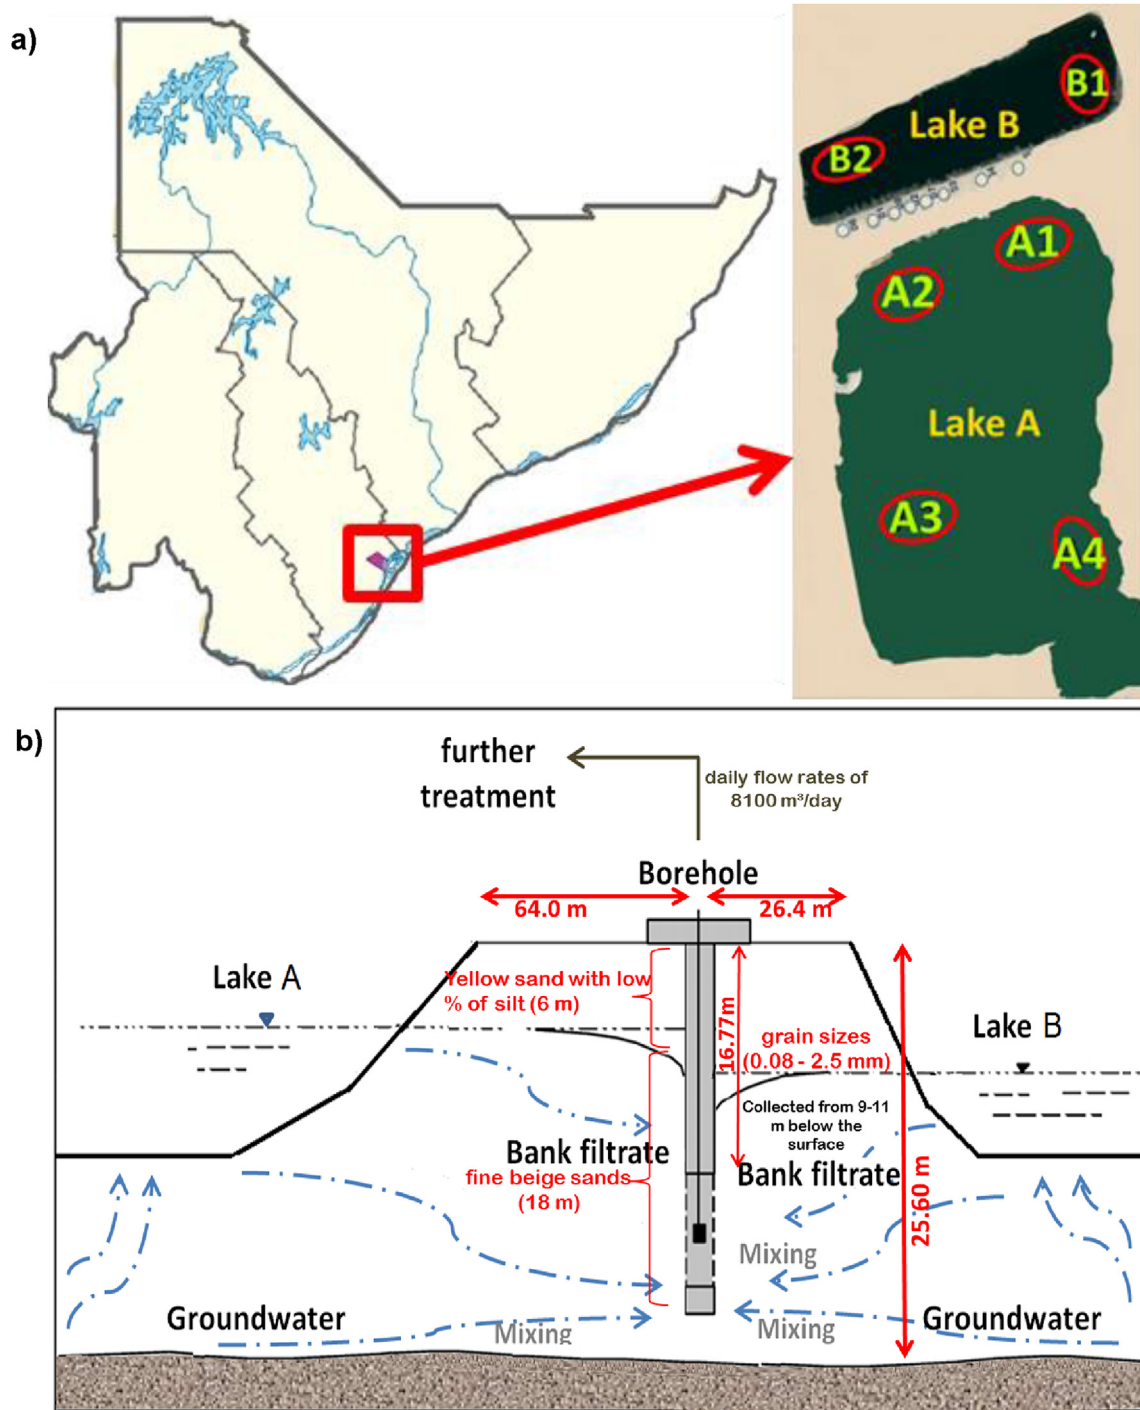 a)
B1
Lake B
B2
A1
A2
Lake A
A3
A4
b)
further
treatment
daily flow rates of
8100 m³/day
Borehole
64.0 m
26.4 m
Lake A
Yellow sand with low
% of silt (6 m)
16.77m
grain sizes
(0.08 - 2.5 mm)
Lake B
Collected from 9-11
m below the
surface
Bank filtrate
Bank filtrate
fine beige sands
(18 m)
25.60 m
Mixing
Groundwater
Mixing
Mixing
Groundwater